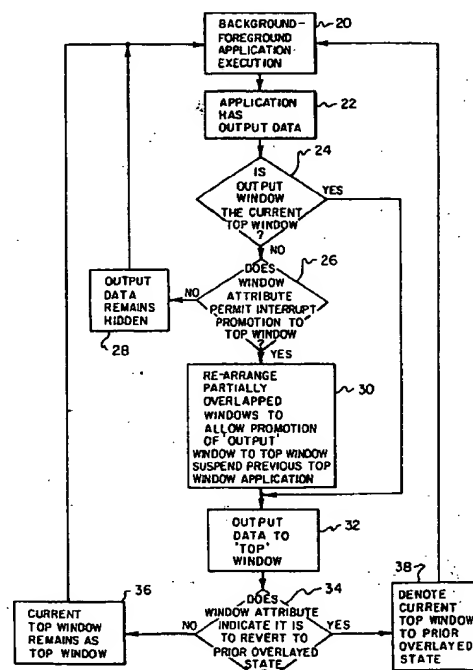 BACKGROUND-
FOREGROUND
APPLICATION
EXECUTION
20
APPLICATION
HAS
OUTPUT DATA
22
IS
OUTPUT
WINDOW
THE CURRENT
TOP WINDOW
?
24
YES
NO
DOES
WINDOW
ATTRIBUTE
PERMIT INTERRUPT
PROMOTION TO
TOP WINDOW
?
26
NO
YES
OUTPUT
DATA
REMAINS
HIDDEN
28
RE-ARRANGE
PARTIALLY
OVERLAPPED
WINDOWS TO
ALLOW PROMOTION
OF 'OUTPUT'
WINDOW TO TOP WINDOW
SUSPEND PREVIOUS TOP
WINDOW APPLICATION
30
OUTPUT
DATA TO
'TOP'
WINDOW
32
DOES
WINDOW ATTRIBUTE
INDICATE IT IS
TO REVERT TO
PRIOR OVERLAYED
STATE
34
NO
YES
36
CURRENT
TOP WINDOW
REMAINS AS
TOP WINDOW
38
DENOTE
CURRENT
TOP WINDOW
TO PRIOR
OVERLAYED
STATE